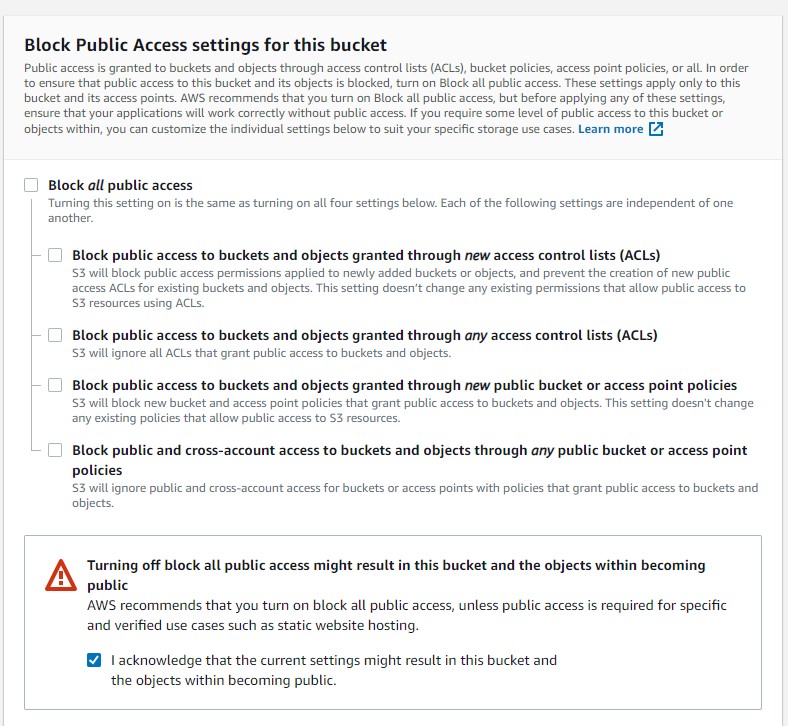 Block Public Access settings for this bucket
Public access is granted to buckets and objects through access control lists (ACLs), bucket policies, access point policies, or all. In order
to ensure that public access to this bucket and its objects is blocked, turn on Block all public access. These settings apply only to this
bucket and its access points. AWS recommends that you turn on Block all public access, but before applying any of these settings,
ensure that your applications will work correctly without public access. If you require some level of public access to this bucket or
objects within, you can customize the individual settings below to suit your specific storage use cases. Learn more
Block all public access
Turning this setting on is the same as turning on all four settings below. Each of the following settings are independent of one
another.
Block public access to buckets and objects granted through new access control lists (ACLs)
S3 will block public access permissions applied to newly added buckets or objects, and prevent the creation of new public
access ACLs for existing buckets and objects. This setting doesn’t change any existing permissions that allow public access to
S3 resources using ACLs.
Block public access to buckets and objects granted through any access control lists (ACLs)
S3 will ignore all ACLs that grant public access to buckets and objects.
Block public access to buckets and objects granted through new public bucket or access point policies
S3 will block new bucket and access point policies that grant public access to buckets and objects. This setting doesn't change
any existing policies that allow public access to S3 resources.
Block public and cross-account access to buckets and objects through any public bucket or access point
policies
S3 will ignore public and cross-account access for buckets or access points with policies that grant public access to buckets and
objects.
Turning off block all public access might result in this bucket and the objects within becoming
public
AWS recommends that you turn on block all public access, unless public access is required for specific
and verified use cases such as static website hosting.
I acknowledge that the current settings might result in this bucket and
the objects within becoming public.